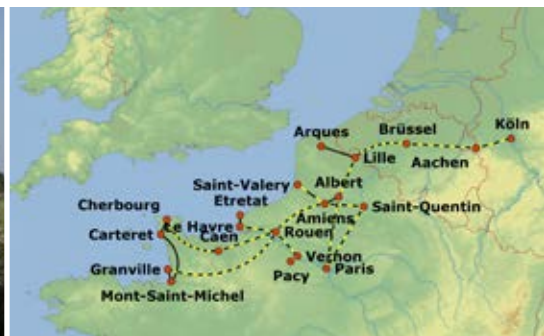 Arques
Brüssel
Köln
Aachen
Lille
Saint-Valery
Albert
Etretat
Cherbourg
Amiens
Saint-Quentin
Le Havre
Rouen
Carteret
Caen
Vernon
Granville
Pacy
Paris
Mont-Saint-Michel